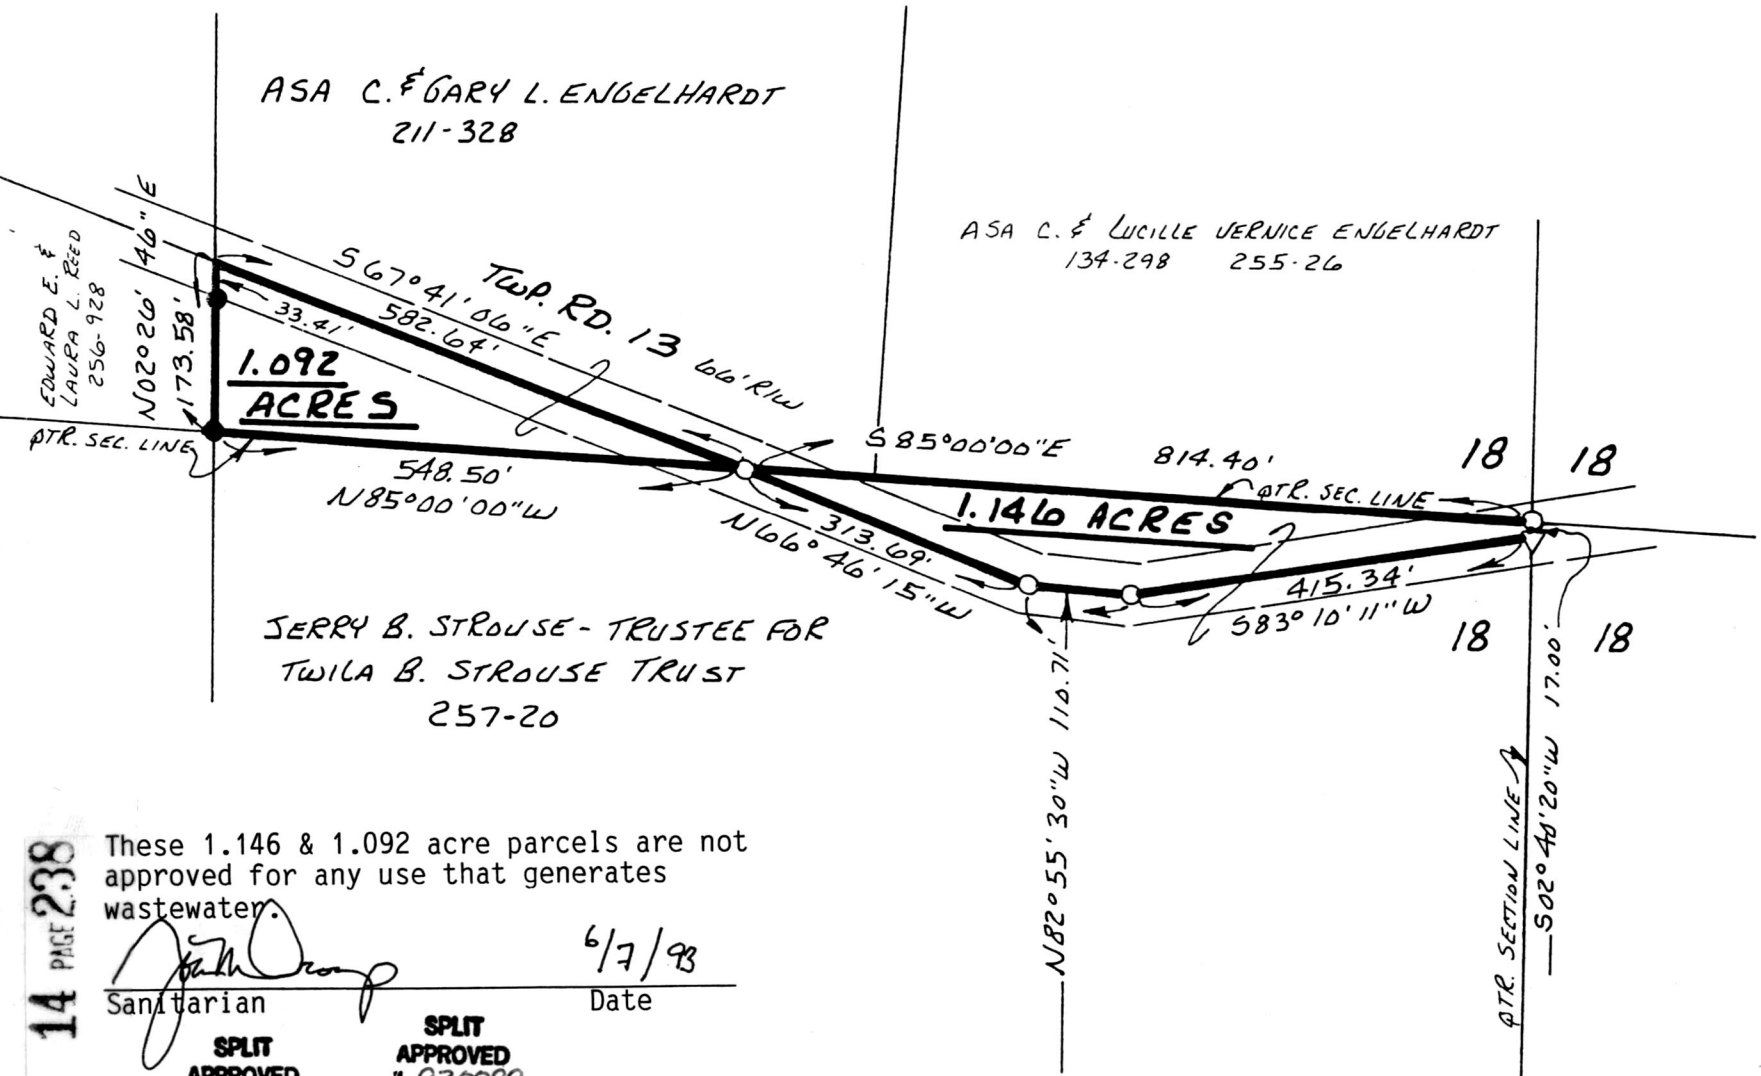 ASA C. & GARY L. ENGELHARDT
211-328
ASA C. & LUCILLE VERNICE ENGELHARDT
134-298 255-26
EDWARD E. &
LAURA L. REED
256-928
N02°26' 46" E
173.58'
S67°41'06"E
582.64'
33.41'
TWP. RD. 13 66' R/W
1.092
ACRES
QTR. SEC. LINE
548.50'
N85°00'00"W
S85°00'00"E 814.40'
QTR. SEC. LINE
18 18
1.146 ACRES
313.69'
N66°46'15"W
415.34'
S83°10'11"W
18 18
N82°55'30"W 110.71'
QTR. SECTION LINE
17.00'
JERRY B. STROUSE - TRUSTEE FOR
TWILA B. STROUSE TRUST
257-20
14 PAGE 238
These 1.146 & 1.092 acre parcels are not
approved for any use that generates
wastewater.
6/7/93
Sanitarian Date
SPLIT
APPROVED
SPLIT
APPROVED